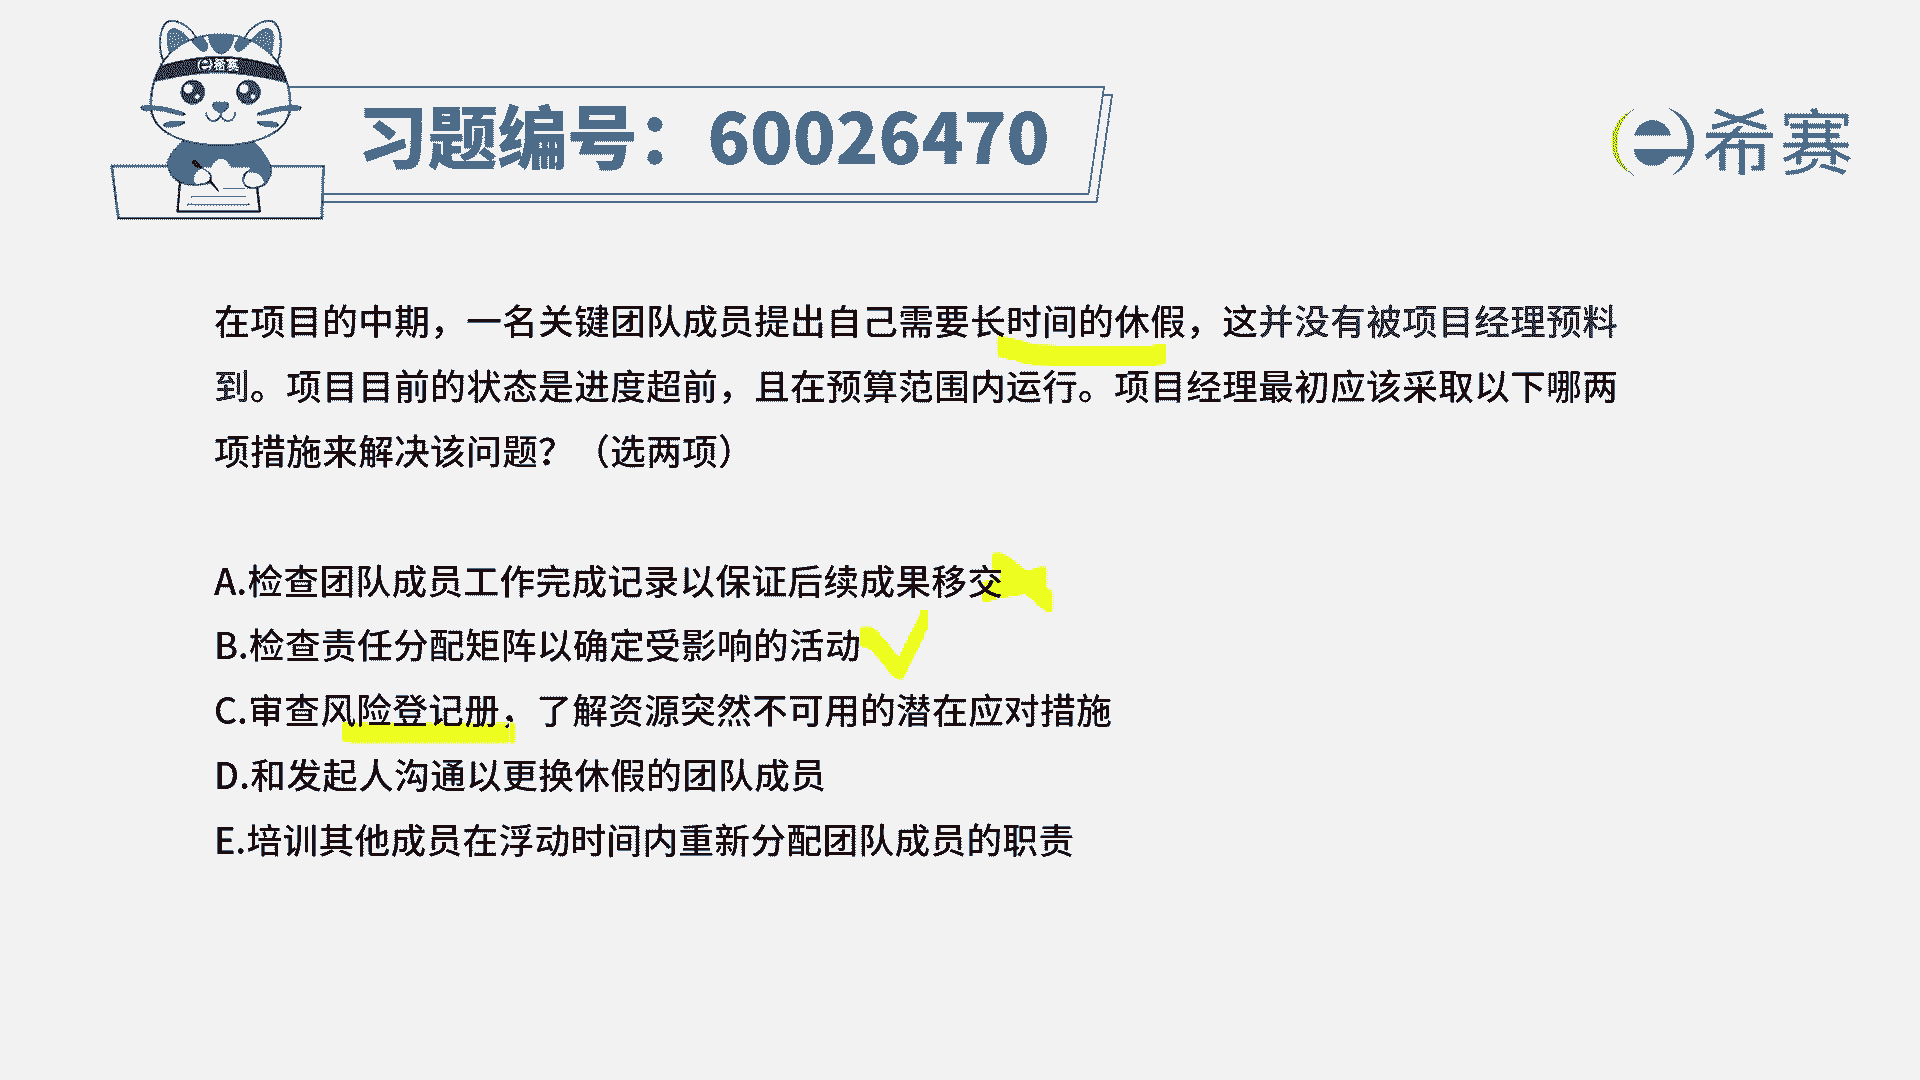 希赛
习题编号：60026470
希赛
在项目的中期，一名关键团队成员提出自己需要长时间的休假，这并没有被项目经理预料
到。项目目前的状态是进度超前，且在预算范围内运行。项目经理最初应该采取以下哪两
项措施来解决该问题？（选两项）
A.检查团队成员工作完成记录以保证后续成果移交
B.检查责任分配矩阵以确定受影响的活动
C.审查风险登记册，了解资源突然不可用的潜在应对措施
D.和发起人沟通以更换休假的团队成员
E.培训其他成员在浮动时间内重新分配团队成员的职责